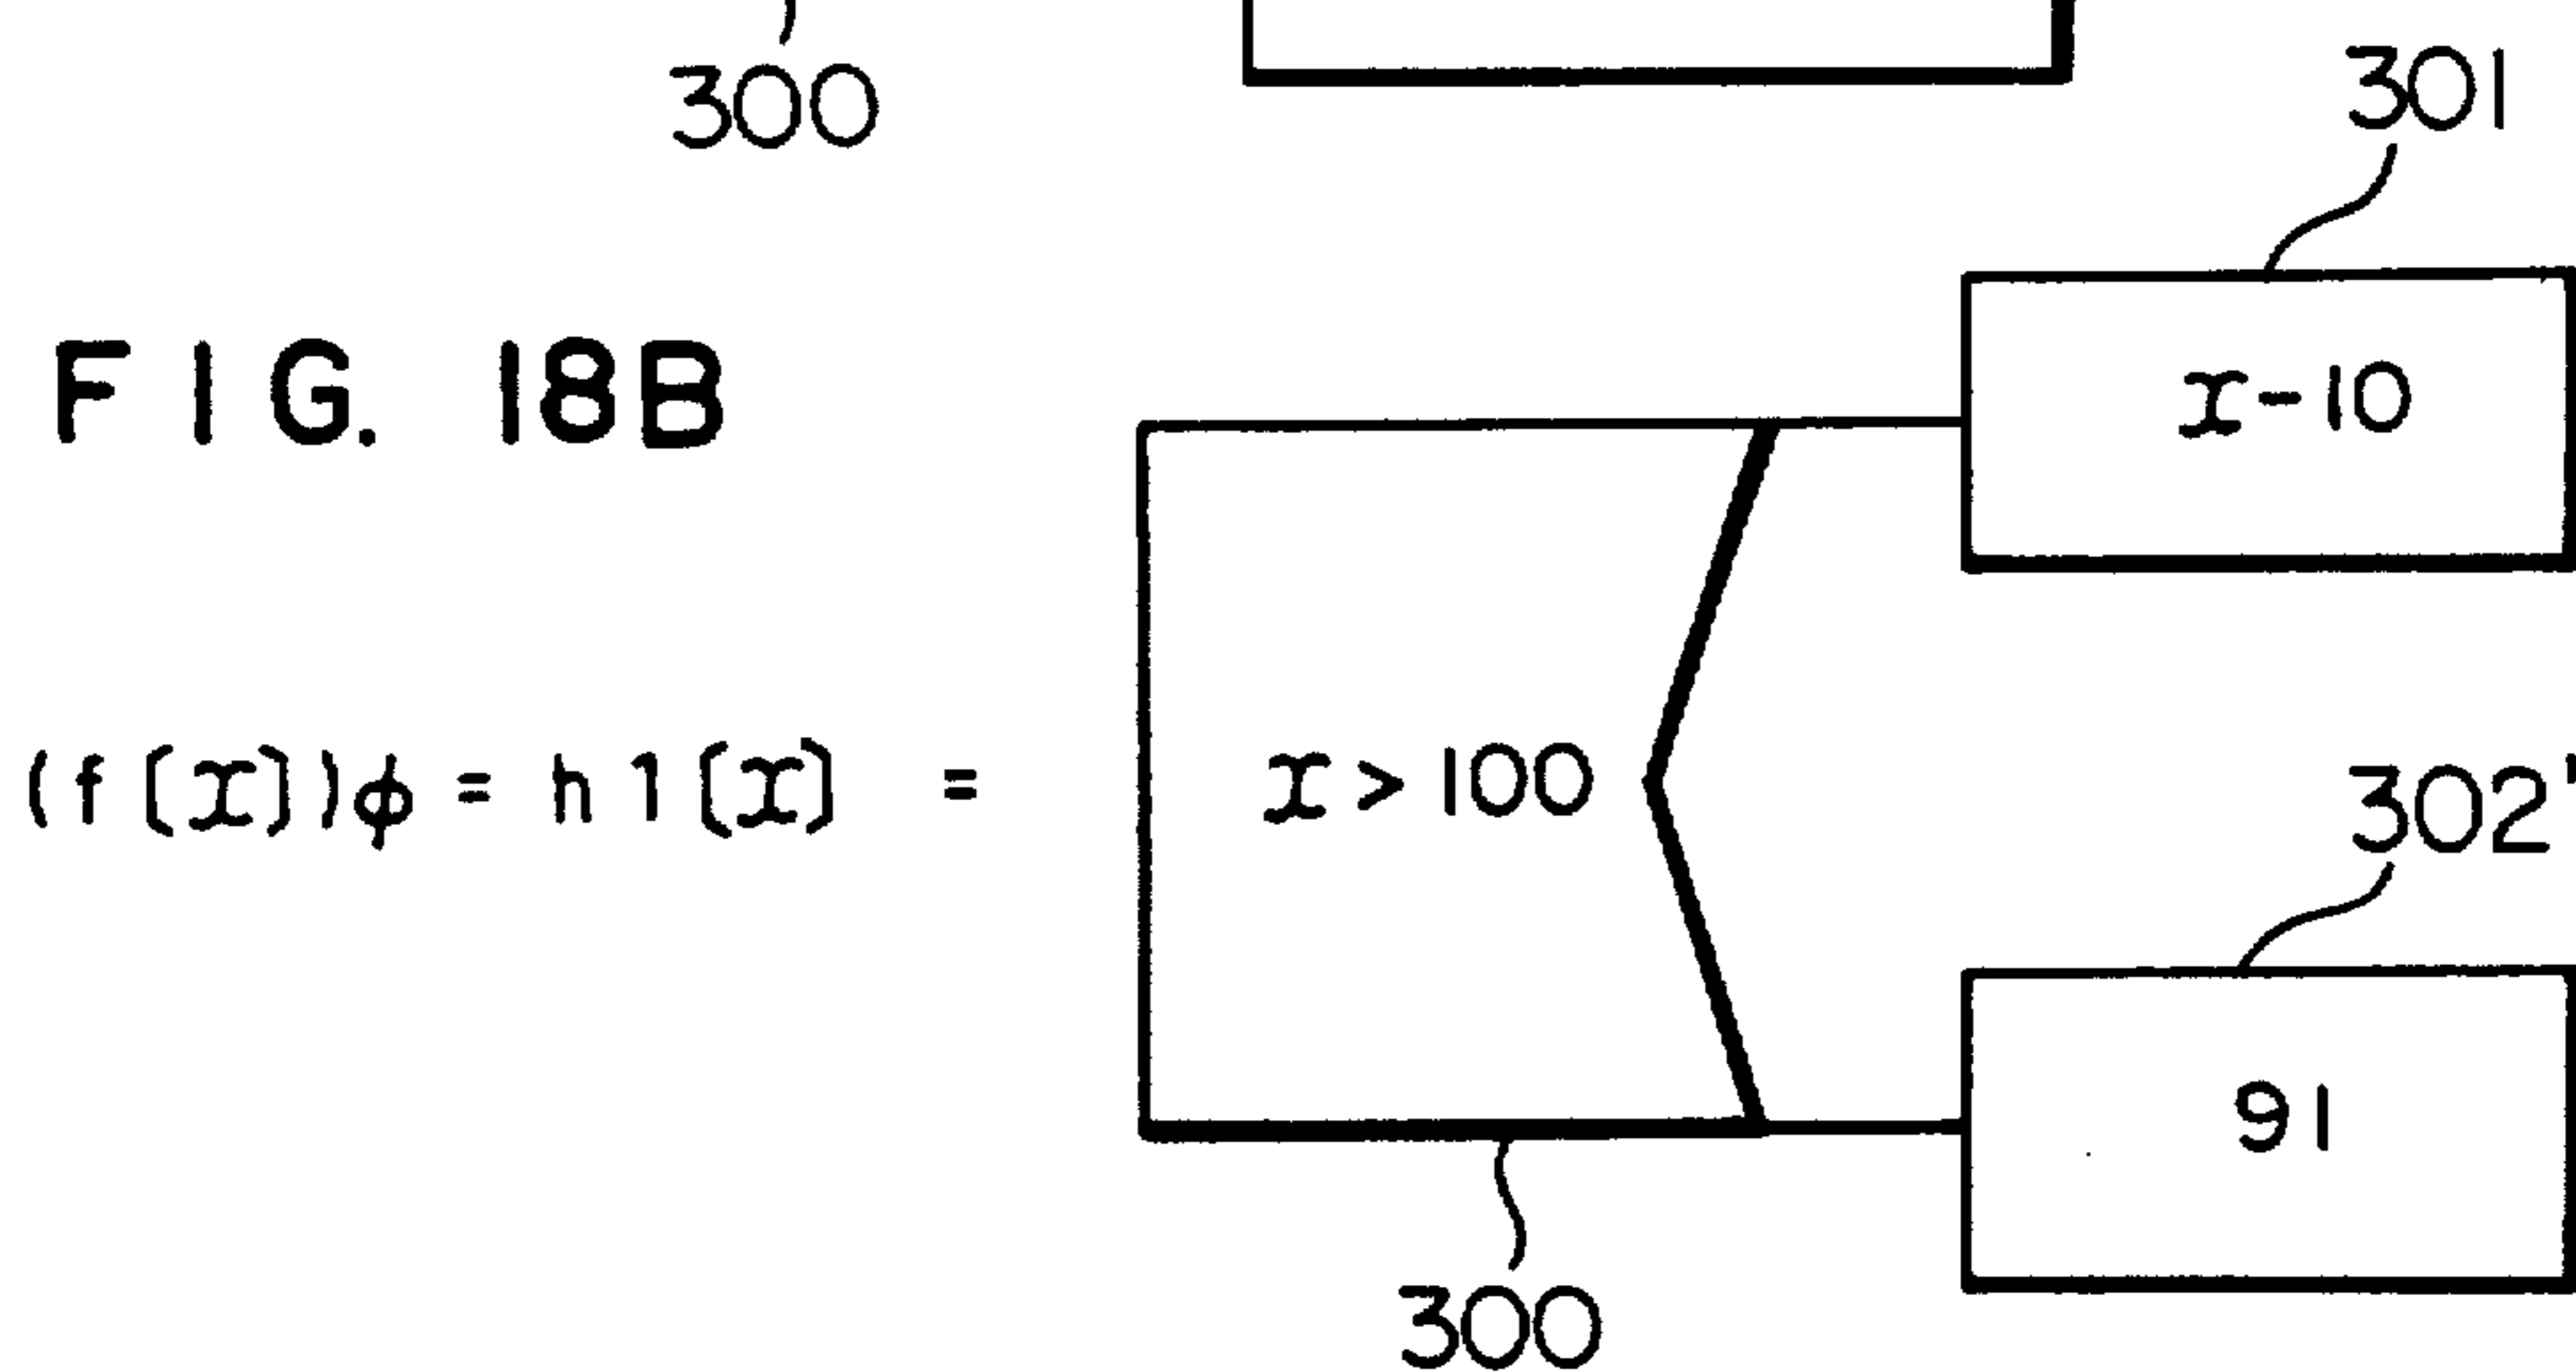 300
301
FIG. 18B
x-10
(f[x])ϕ = h1[x] =
x>100
302'
91
300